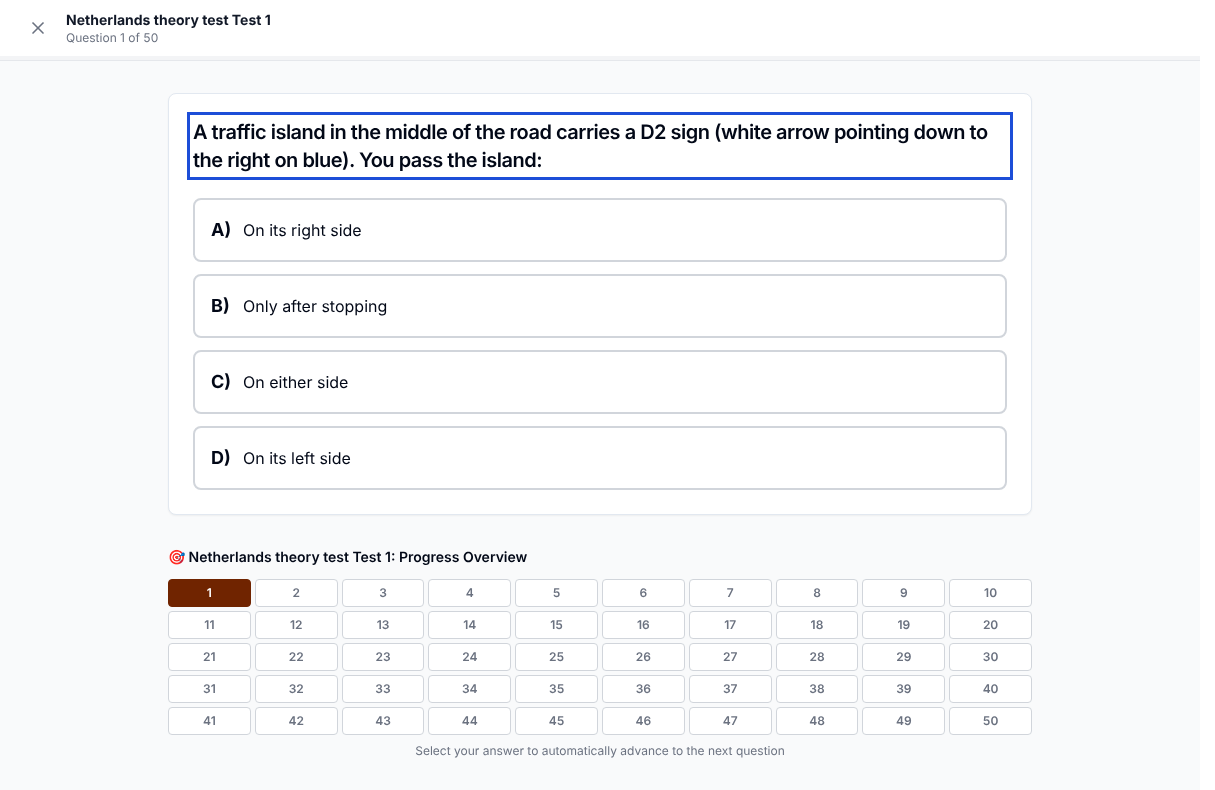 Netherlands theory test Test 1
Question 1 of 50
A traffic island in the middle of the road carries a D2 sign (white arrow pointing down to
the right on blue). You pass the island:
A) On its right side
B) Only after stopping
C) On either side
D) On its left side
🎯 Netherlands theory test Test 1: Progress Overview
1 2 3 4 5 6 7 8 9 10
11 12 13 14 15 16 17 18 19 20
21 22 23 24 25 26 27 28 29 30
31 32 33 34 35 36 37 38 39 40
41 42 43 44 45 46 47 48 49 50
Select your answer to automatically advance to the next question